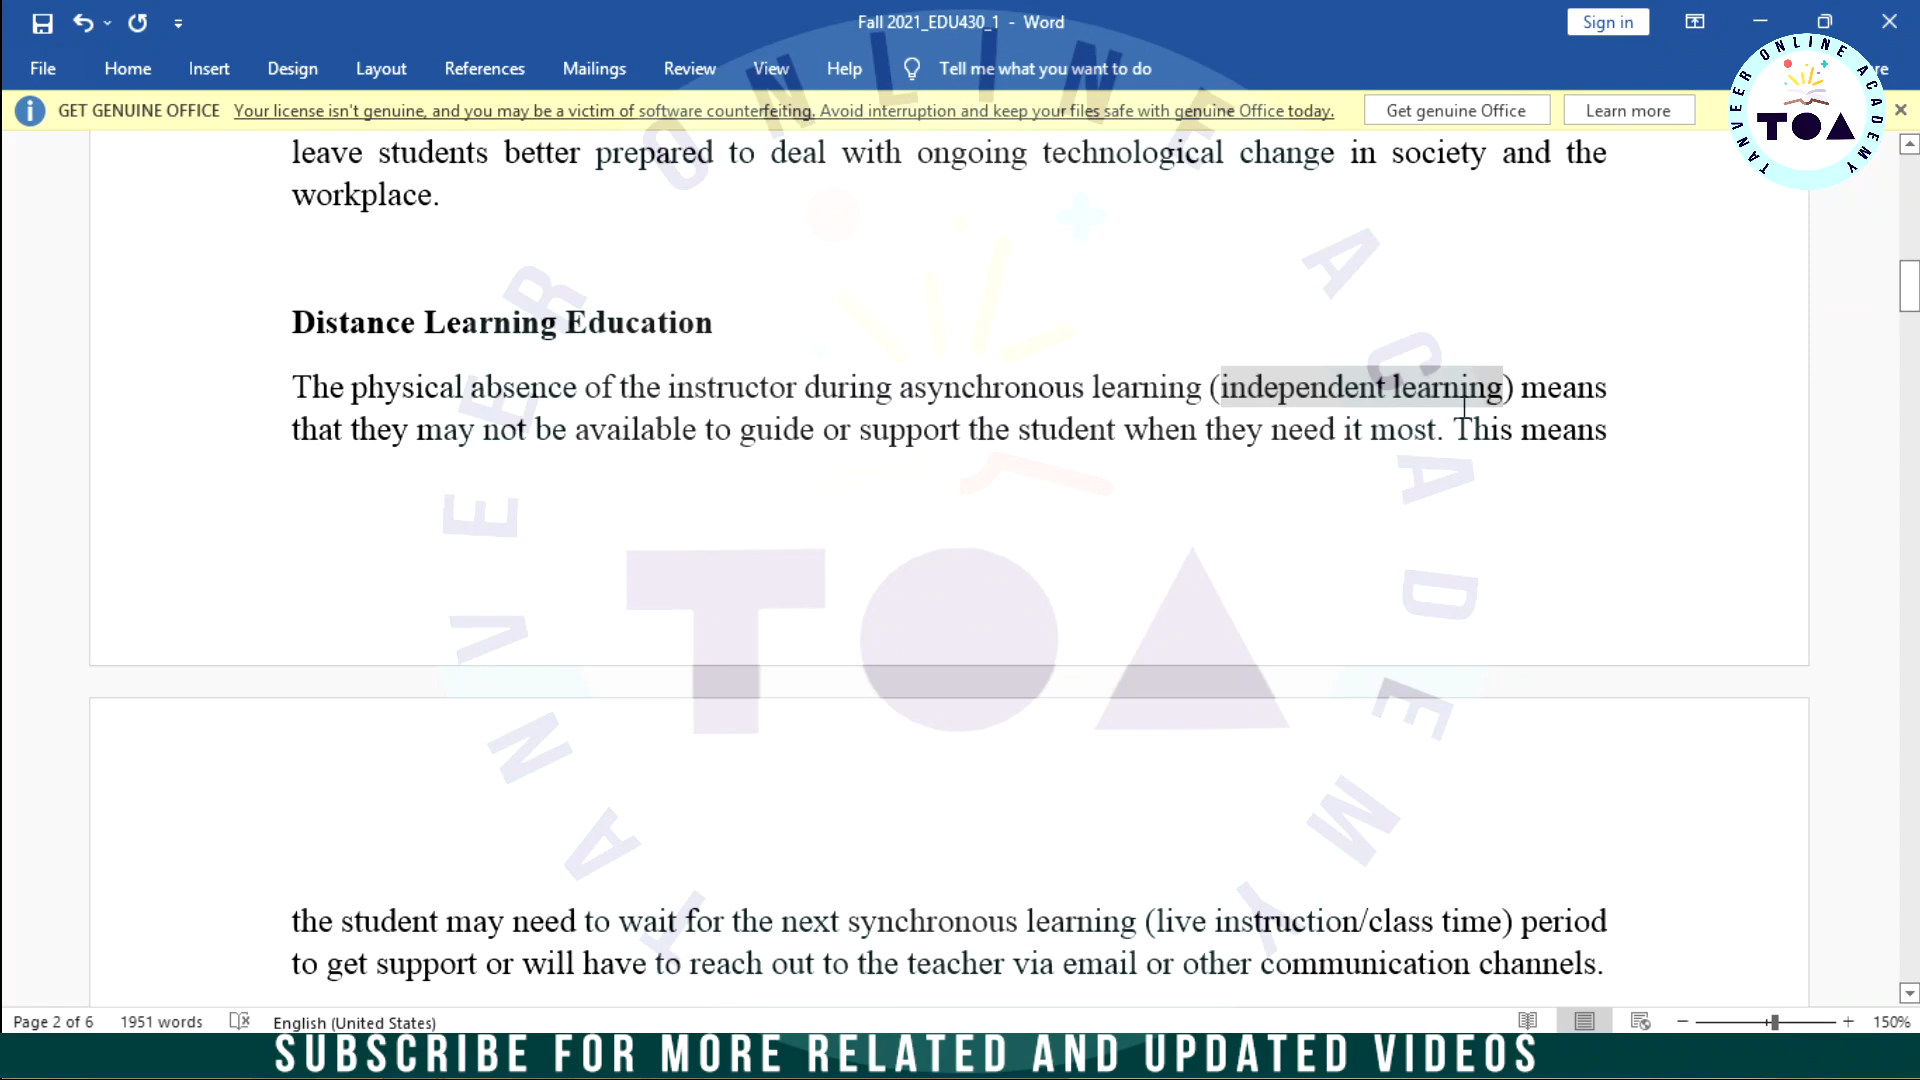 Fall 2021_EDU430_1 - Word
Sign in
File Home Insert Design Layout References Mailings Review View Help Tell me what you want to do
GET GENUINE OFFICE Your license isn't genuine, and you may be a victim of software counterfeiting. Avoid interruption and keep your files safe with genuine Office today. Get genuine Office Learn more
TANVEER ONLINE ACADEMY
TOA
leave students better prepared to deal with ongoing technological change in society and the
workplace.
Distance Learning Education
The physical absence of the instructor during asynchronous learning (independent learning) means
that they may not be available to guide or support the student when they need it most. This means
TANVEER ONLINE ACADEMY
TOA
the student may need to wait for the next synchronous learning (live instruction/class time) period
to get support or will have to reach out to the teacher via email or other communication channels.
Page 2 of 6 1951 words English (United States) 150%
SUBSCRIBE FOR MORE RELATED AND UPDATED VIDEOS